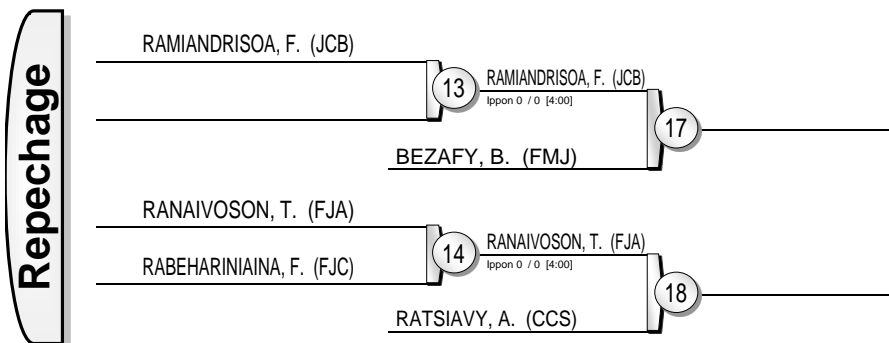 Repechage
RAMIANDRISOA, F. (JCB)
13
RAMIANDRISOA, F. (JCB)
Ippon 0 / 0 [4:00]
17
BEZAFY, B. (FMJ)
RANAIVOSON, T. (FJA)
14
RANAIVOSON, T. (FJA)
Ippon 0 / 0 [4:00]
RABEHARINIAINA, F. (FJC)
18
RATSIAVY, A. (CCS)